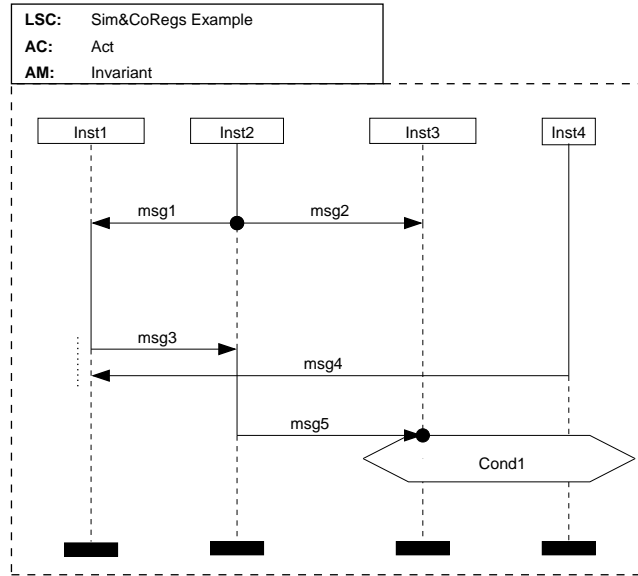 LSC: Sim&CoRegs Example
AC: Act
AM: Invariant
Inst1 Inst2 Inst3 Inst4
msg1 msg2
msg3
msg4
msg5
Cond1